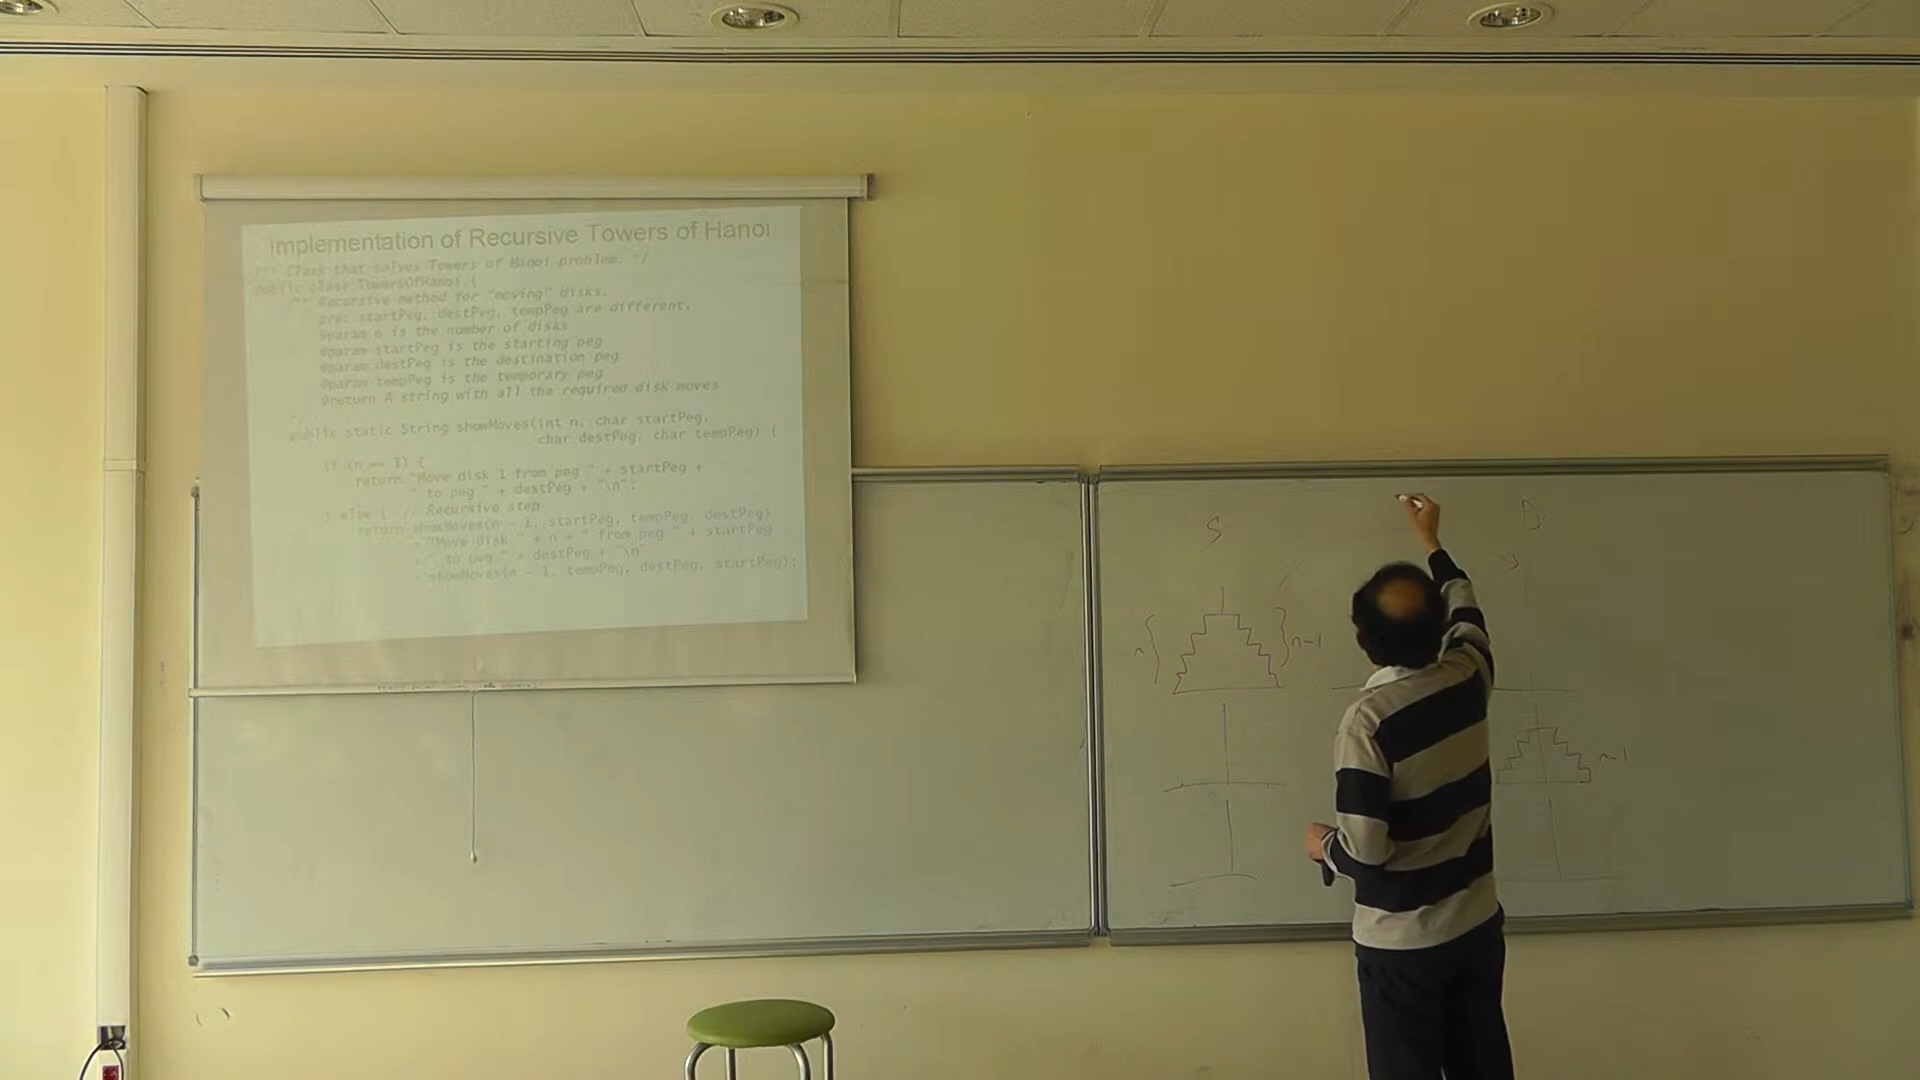 Implementation of Recursive Towers of Hanoi
/** Class that solves Towers of Hanoi problem. */
public class TowersOfHanoi {
/** Recursive method for "moving" disks.
pre: startPeg, destPeg, tempPeg are different.
@param n is the number of disks
@param startPeg is the starting peg
@param destPeg is the destination peg
@param tempPeg is the temporary peg
@return A string with all the required disk moves
*/
public static String showMoves(int n, char startPeg,
char destPeg, char tempPeg) {
if (n == 1) {
return "Move disk 1 from peg " + startPeg +
" to peg " + destPeg + "\n";
} else { // Recursive step
return showMoves(n - 1, startPeg, tempPeg, destPeg)
+ "Move disk " + n + " from peg " + startPeg
+ " to peg " + destPeg + "\n"
+ showMoves(n - 1, tempPeg, destPeg, startPeg);
S
n
n-1
n-1